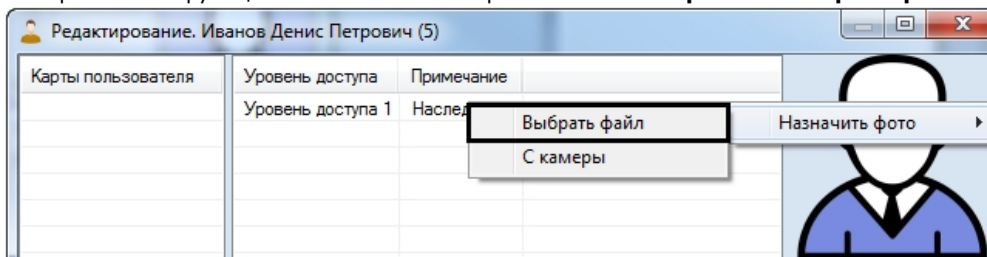 Редактирование. Иванов Денис Петрович (5)
Карты пользователя Уровень доступа Примечание
Уровень доступа 1
Выбрать файл Назначить фото
С камеры